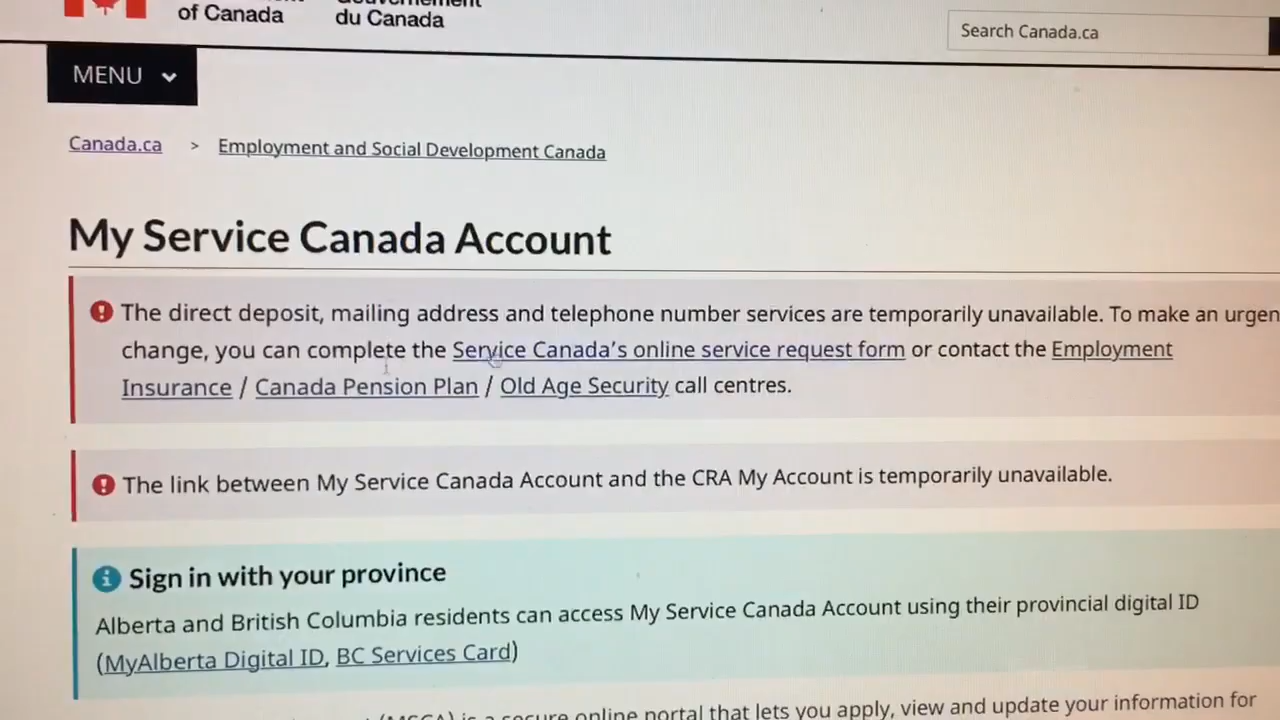 of Canada
du Canada
Search Canada.ca
MENU
Canada.ca > Employment and Social Development Canada
My Service Canada Account
The direct deposit, mailing address and telephone number services are temporarily unavailable. To make an urgen
change, you can complete the Service Canada's online service request form or contact the Employment
Insurance / Canada Pension Plan / Old Age Security call centres.
The link between My Service Canada Account and the CRA My Account is temporarily unavailable.
Sign in with your province
Alberta and British Columbia residents can access My Service Canada Account using their provincial digital ID
(MyAlberta Digital ID, BC Services Card)
(MSCA) is a secure online portal that lets you apply, view and update your information for